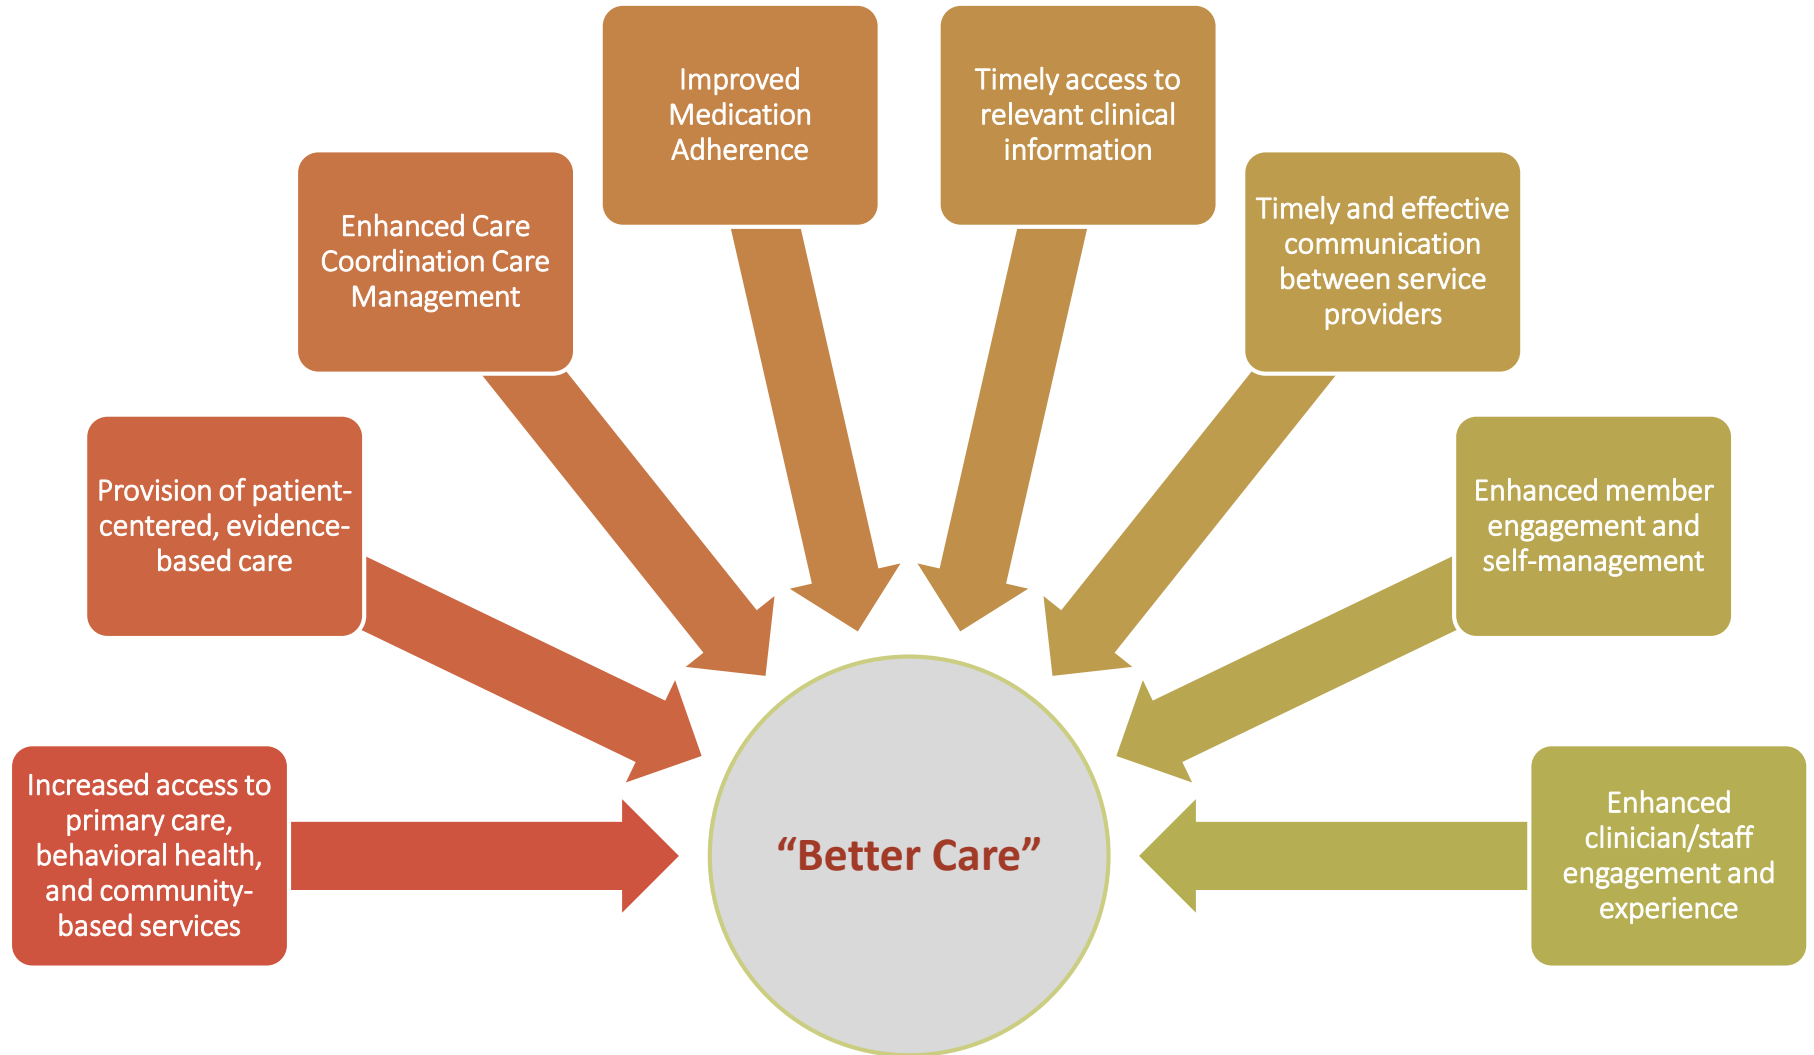 Increased access to
primary care,
behavioral health,
and community-
based services
Provision of patient-
centered, evidence-
based care
Enhanced Care
Coordination Care
Management
Improved
Medication
Adherence
Timely access to
relevant clinical
information
Timely and effective
communication
between service
providers
Enhanced member
engagement and
self-management
Enhanced
clinician/staff
engagement and
experience
“Better Care”